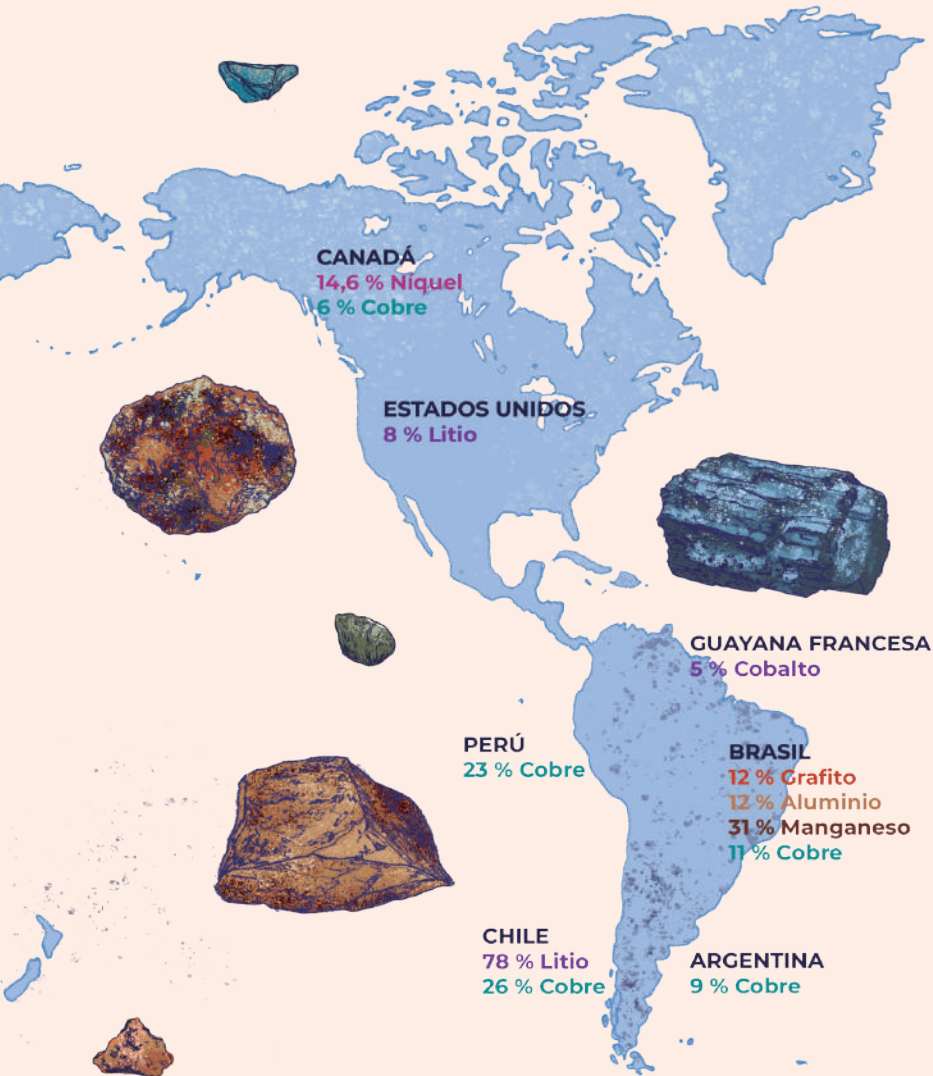 CANADÁ
14,6 % Níquel
6 % Cobre
ESTADOS UNIDOS
8 % Litio
GUAYANA FRANCESA
5 % Cobalto
PERÚ
23 % Cobre
BRASIL
12 % Grafito
12 % Aluminio
31 % Manganeso
11 % Cobre
CHILE
78 % Litio
26 % Cobre
ARGENTINA
9 % Cobre